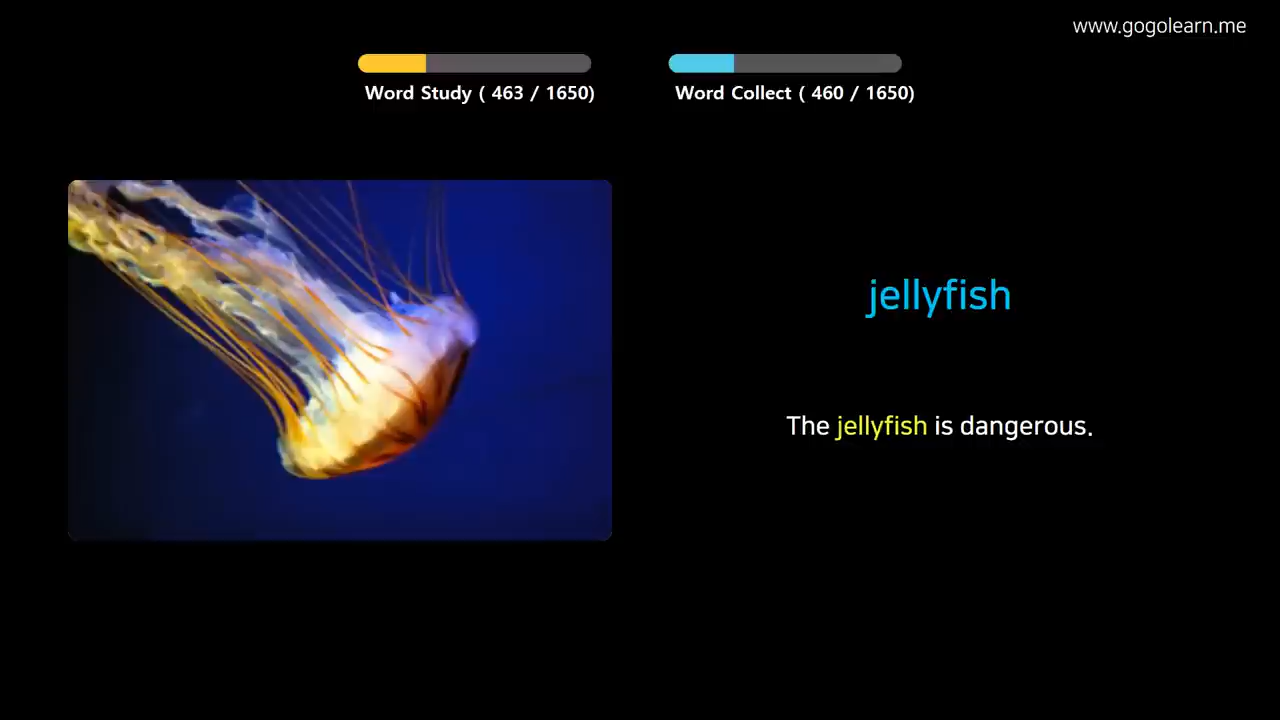 www.gogolearn.me
Word Study ( 463 / 1650)
Word Collect ( 460 / 1650)
jellyfish
The jellyfish is dangerous.